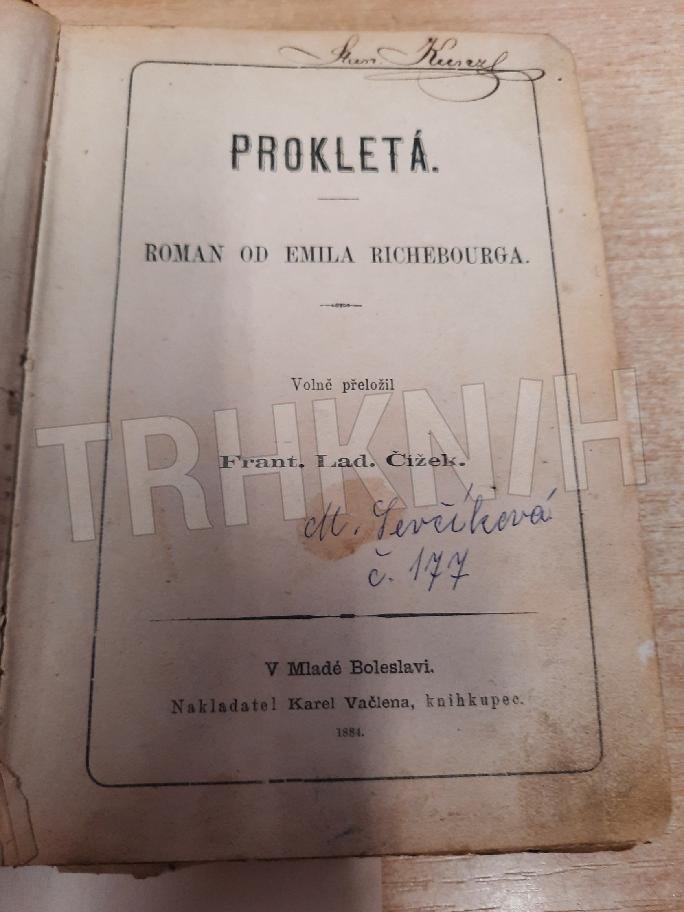 PROKLETÁ.
ROMAN OD EMILA RICHEBOURGA.
Volně přeložil
TRHKNIH
Frant. Lad. Čížek.
M. Ševčíková
č. 177
V Mladé Boleslavi.
Nakladatel Karel Vačlena, knihkupec.
1884.